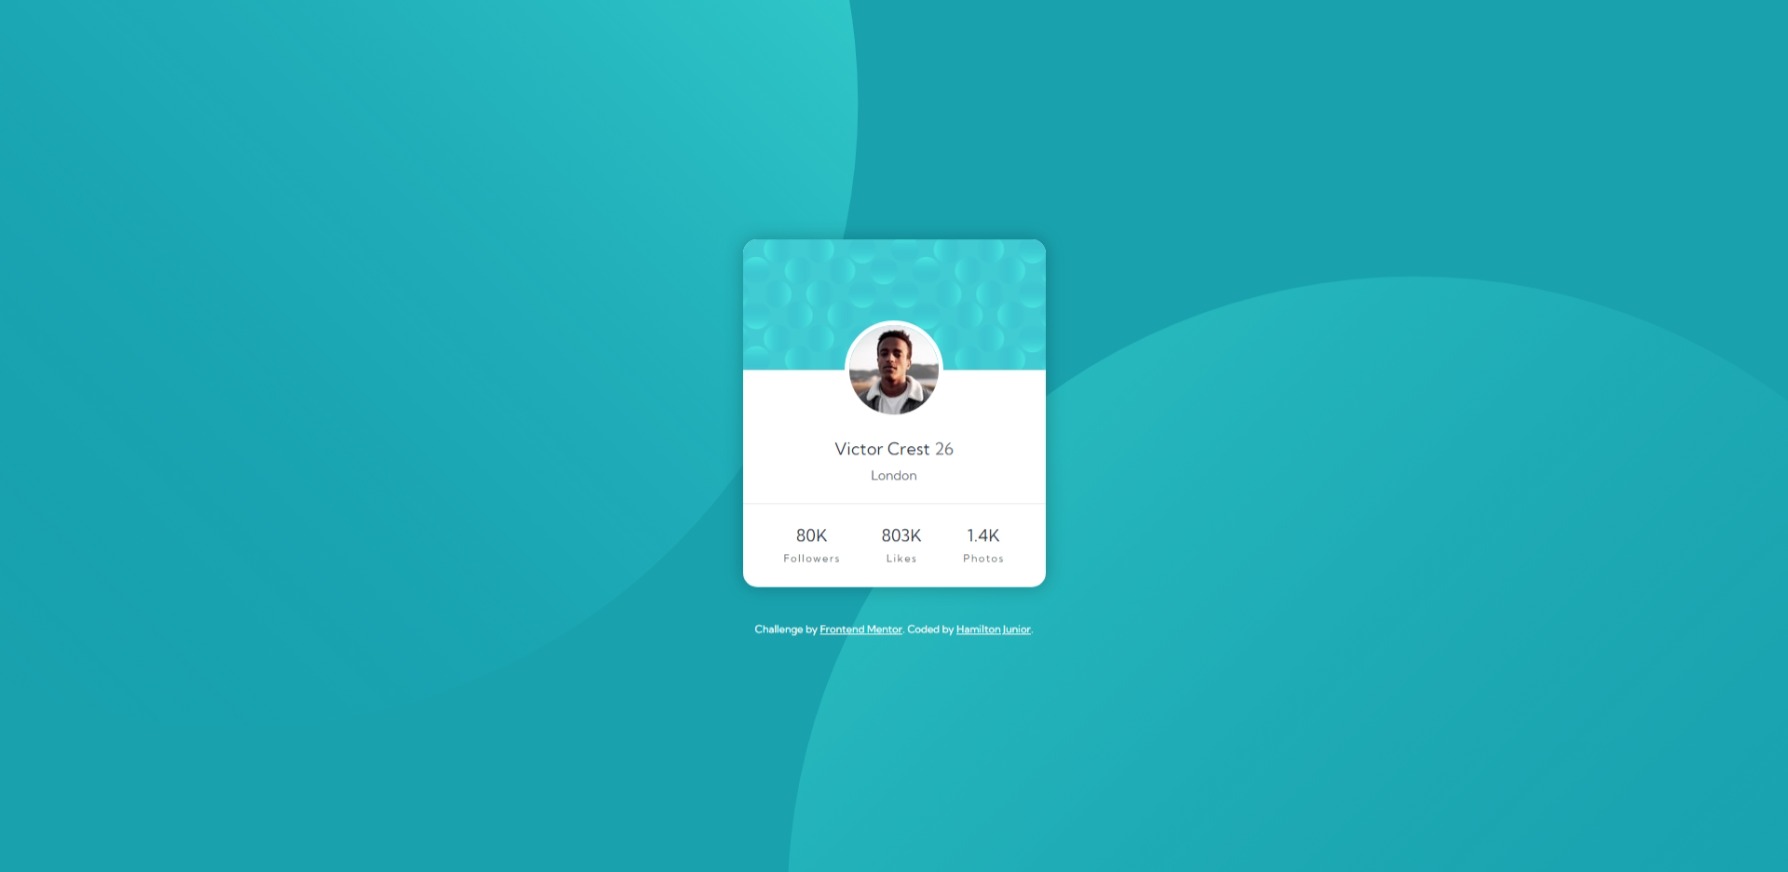 Victor Crest 26
London
80K 803K 1.4K
Followers Likes Photos
Challenge by Frontend Mentor. Coded by Hamilton Junior.